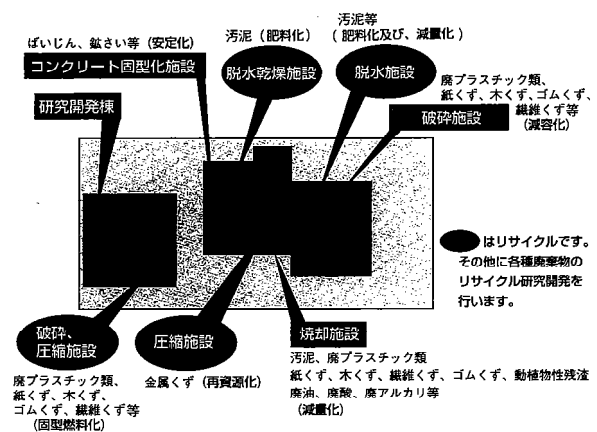 汚泥等
(肥料化及び、減量化)
汚泥（肥料化）
ばいじん、鉱さい等（安定化）
コンクリート固型化施設
脱水乾燥施設
脱水施設
廃プラスチック類、
紙くず、木くず、ゴムくず、
繊維くず等
(減容化)
研究開発棟
破砕施設
はリサイクルです。
その他に各種廃棄物の
リサイクル研究開発を
行います。
破砕、
圧縮施設
圧縮施設
焼却施設
廃プラスチック類、
紙くず、木くず、
ゴムくず、繊維くず等
(固型燃料化)
金属くず（再資源化）
汚泥、廃プラスチック類
紙くず、木くず、繊維くず、ゴムくず、動植物性残渣
廃油、廃酸、廃アルカリ等
(減量化)